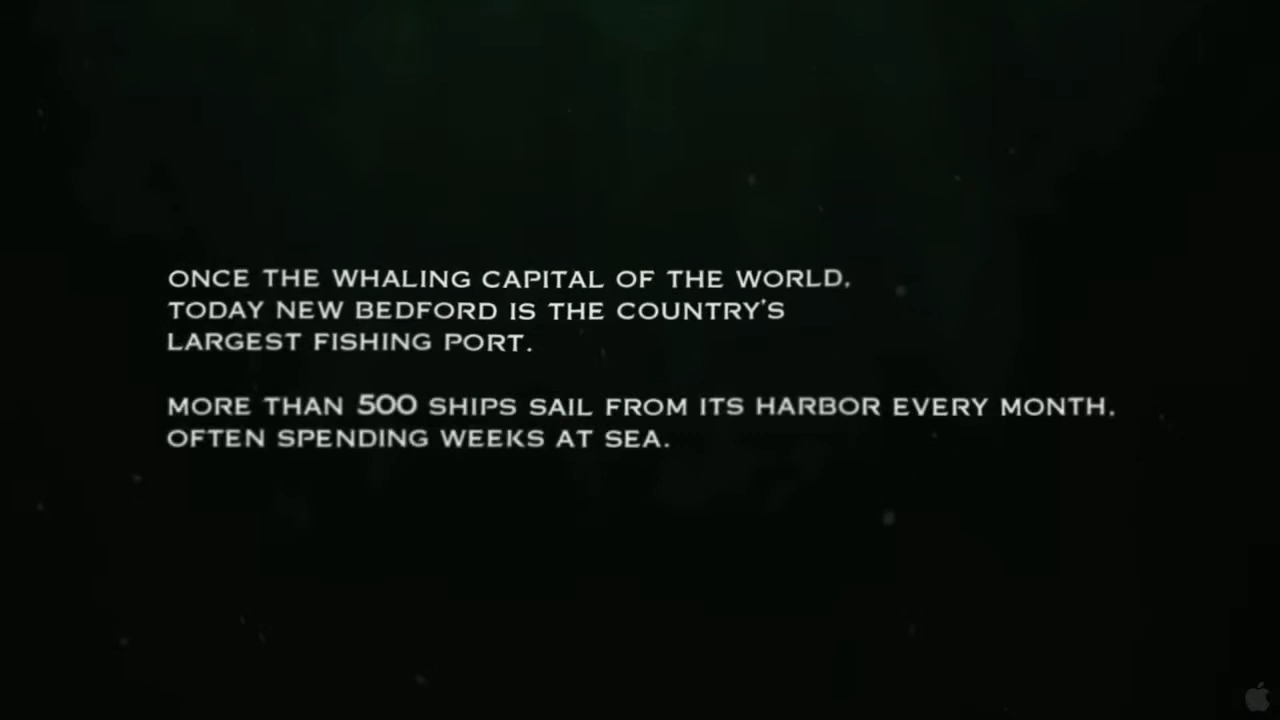 ONCE THE WHALING CAPITAL OF THE WORLD,
TODAY NEW BEDFORD IS THE COUNTRY'S
LARGEST FISHING PORT.
MORE THAN 500 SHIPS SAIL FROM ITS HARBOR EVERY MONTH,
OFTEN SPENDING WEEKS AT SEA.